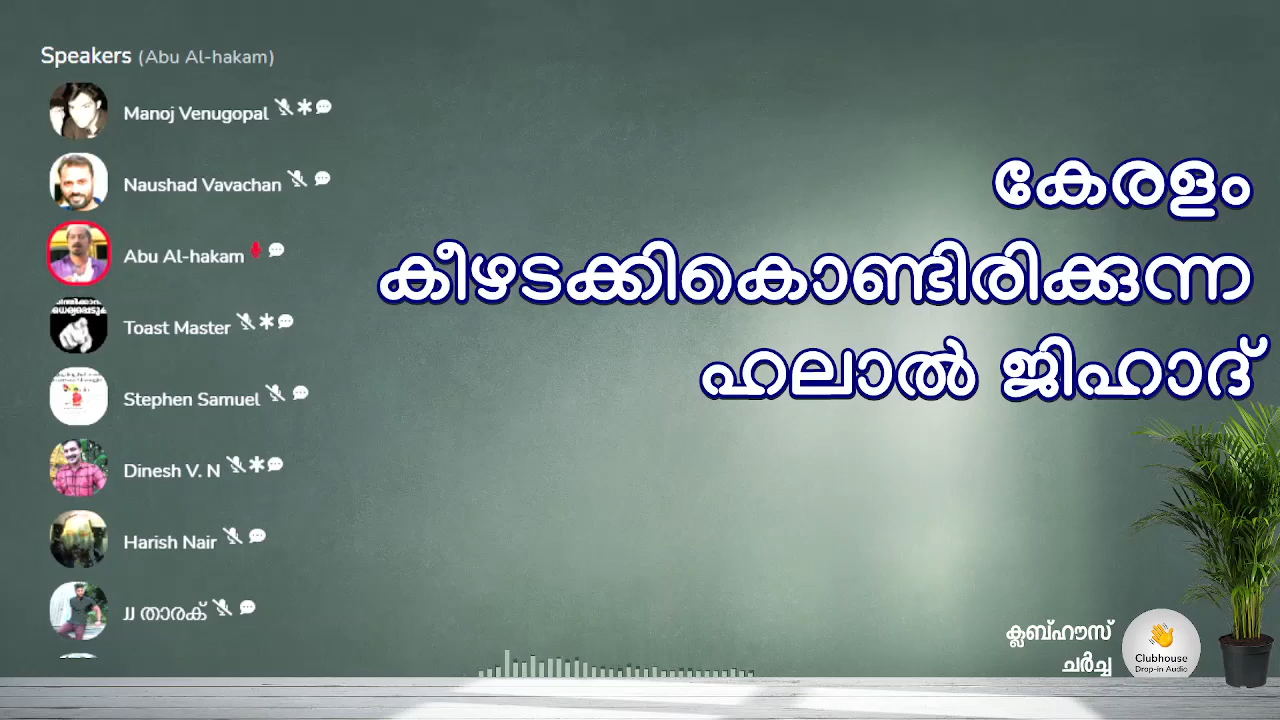 Speakers (Abu Al-hakam)
Manoj Venugopal
Naushad Vavachan
Abu Al-hakam
Toast Master
Stephen Samuel
Dinesh V. N
Harish Nair
JJ താരക്
കേരളം
കീഴടക്കികൊണ്ടിരിക്കുന്ന
ഹലാൽ ജിഹാദ്
ക്ലബ്ഹൗസ്
ചർച്ച
Clubhouse
Drop-in Audio